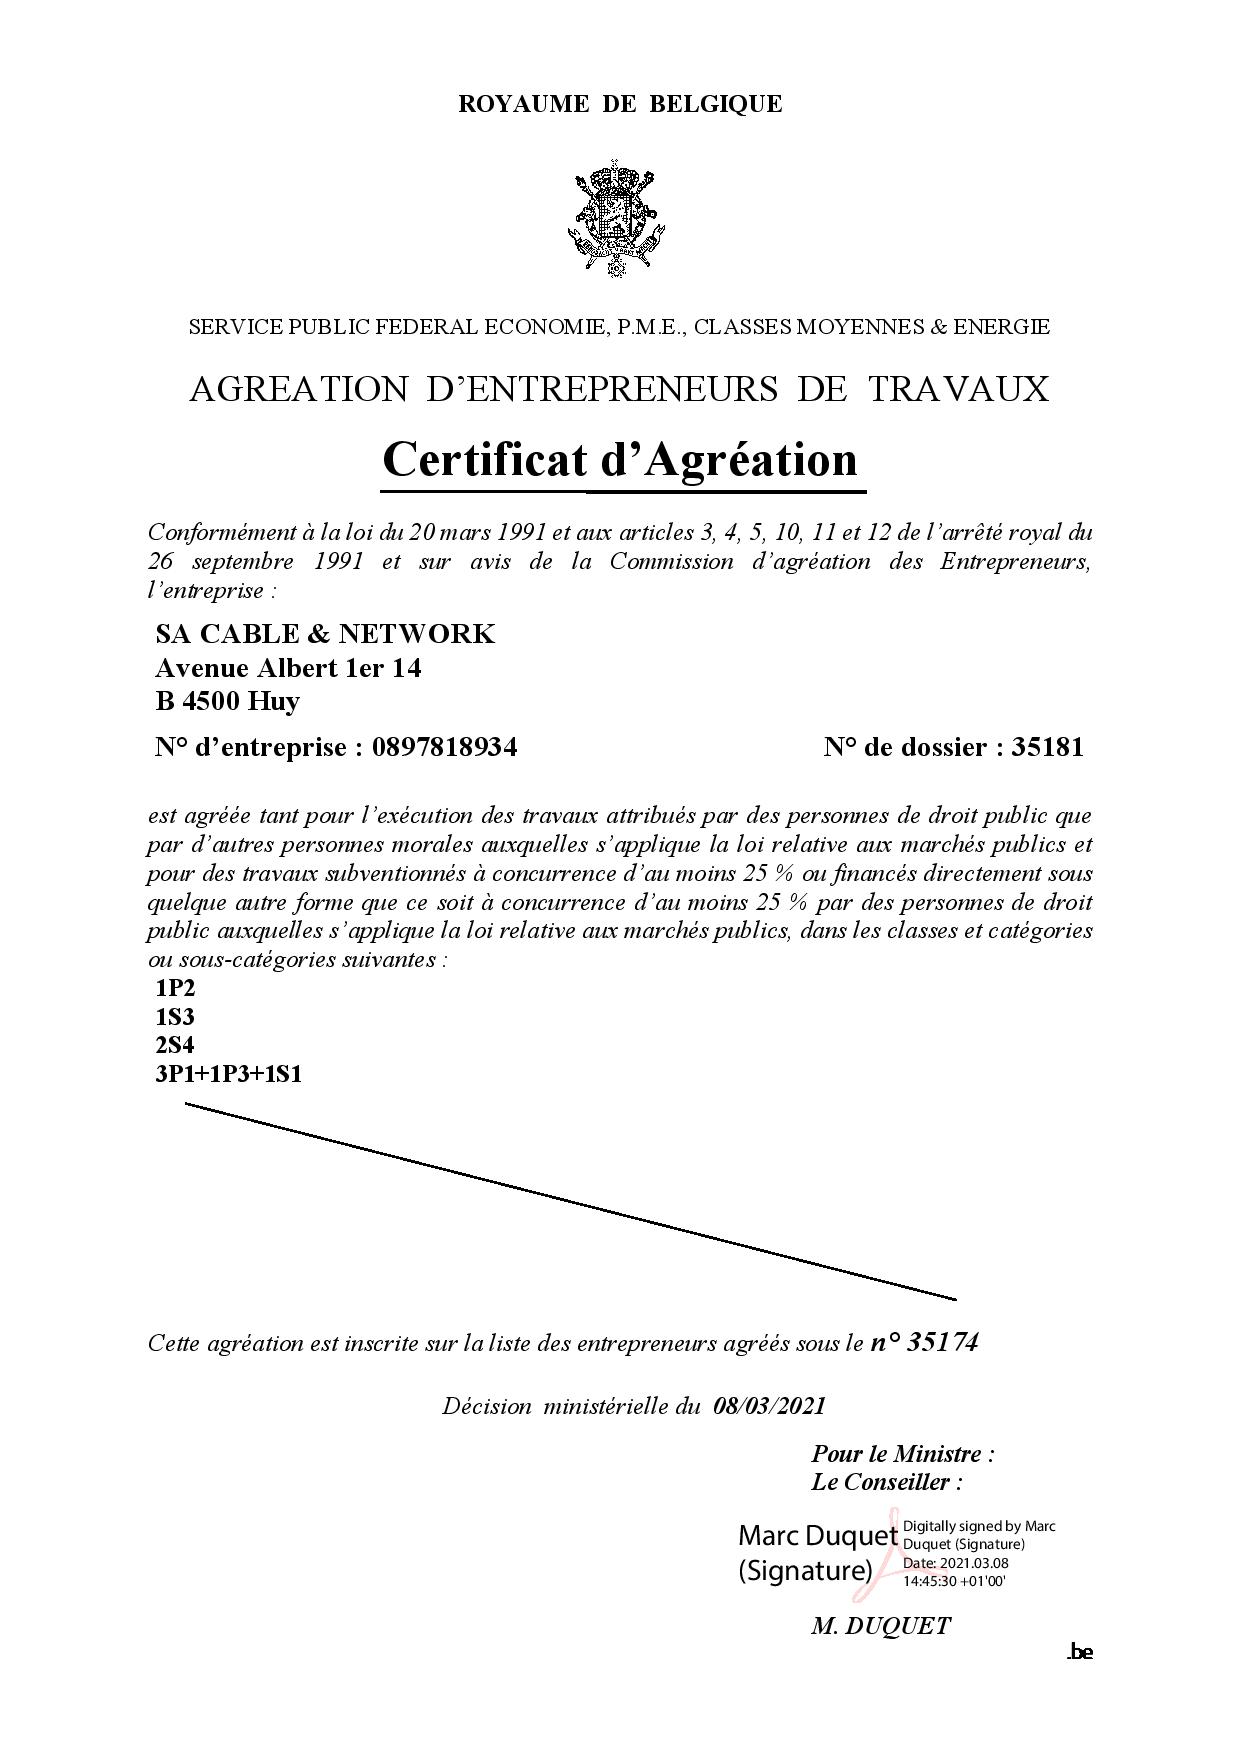 ROYAUME DE BELGIQUE
SERVICE PUBLIC FEDERAL ECONOMIE, P.M.E., CLASSES MOYENNES & ENERGIE
AGREATION D’ENTREPRENEURS DE TRAVAUX
Certificat d’Agréation
Conformément à la loi du 20 mars 1991 et aux articles 3, 4, 5, 10, 11 et 12 de l’arrêté royal du
26 septembre 1991 et sur avis de la Commission d’agréation des Entrepreneurs,
l’entreprise :
SA CABLE & NETWORK
Avenue Albert 1er 14
B 4500 Huy
N° d’entreprise : 0897818934 N° de dossier : 35181
est agréée tant pour l’exécution des travaux attribués par des personnes de droit public que
par d’autres personnes morales auxquelles s’applique la loi relative aux marchés publics et
pour des travaux subventionnés à concurrence d’au moins 25 % ou financés directement sous
quelque autre forme que ce soit à concurrence d’au moins 25 % par des personnes de droit
public auxquelles s’applique la loi relative aux marchés publics, dans les classes et catégories
ou sous-catégories suivantes :
1P2
1S3
2S4
3P1+1P3+1S1
Cette agréation est inscrite sur la liste des entrepreneurs agréés sous le n° 35174
Décision ministérielle du 08/03/2021
Pour le Ministre :
Le Conseiller :
Marc Duquet
(Signature)
Digitally signed by Marc
Duquet (Signature)
Date: 2021.03.08
14:45:30 +01'00'
M. DUQUET
.be